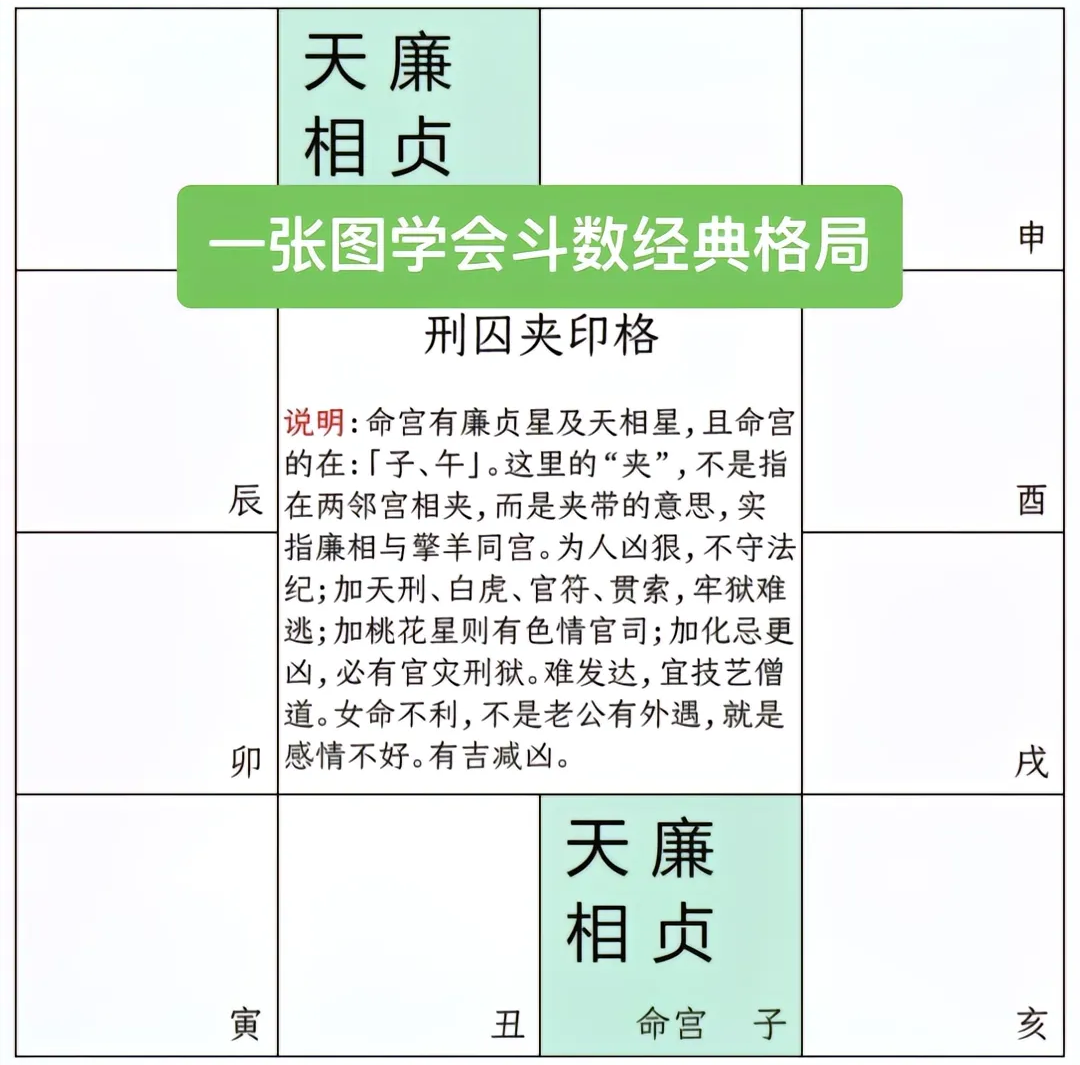 天廉
相贞
一张图学会斗数经典格局
申
刑囚夹印格
说明：命宫有廉贞星及天相星，且命宫
的在：「子、午」。这里的“夹”，不是指
在两邻宫相夹，而是夹带的意思，实
指廉相与擎羊同宫。为人凶狠，不守法
纪；加天刑、白虎、官符、贯索，牢狱难
逃；加桃花星则有色情官司；加化忌更
凶，必有官灾刑狱。难发达，宜技艺僧
道。女命不利，不是老公有外遇，就是
感情不好。有吉减凶。
辰
酉
卯
戌
天廉
相贞
寅
丑
命宫 子
亥